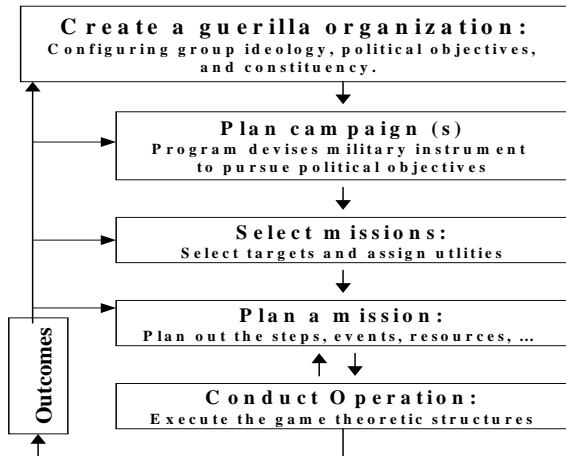 Create a guerilla organization:
Configuring group ideology, political objectives,
and constituency.
Plan campaign (s)
Program devises military instrument
to pursue political objectives
Select missions:
Select targets and assign utlities
Plan a mission:
Plan out the steps, events, resources, ...
Outcomes
Conduct Operation:
Execute the game theoretic structures